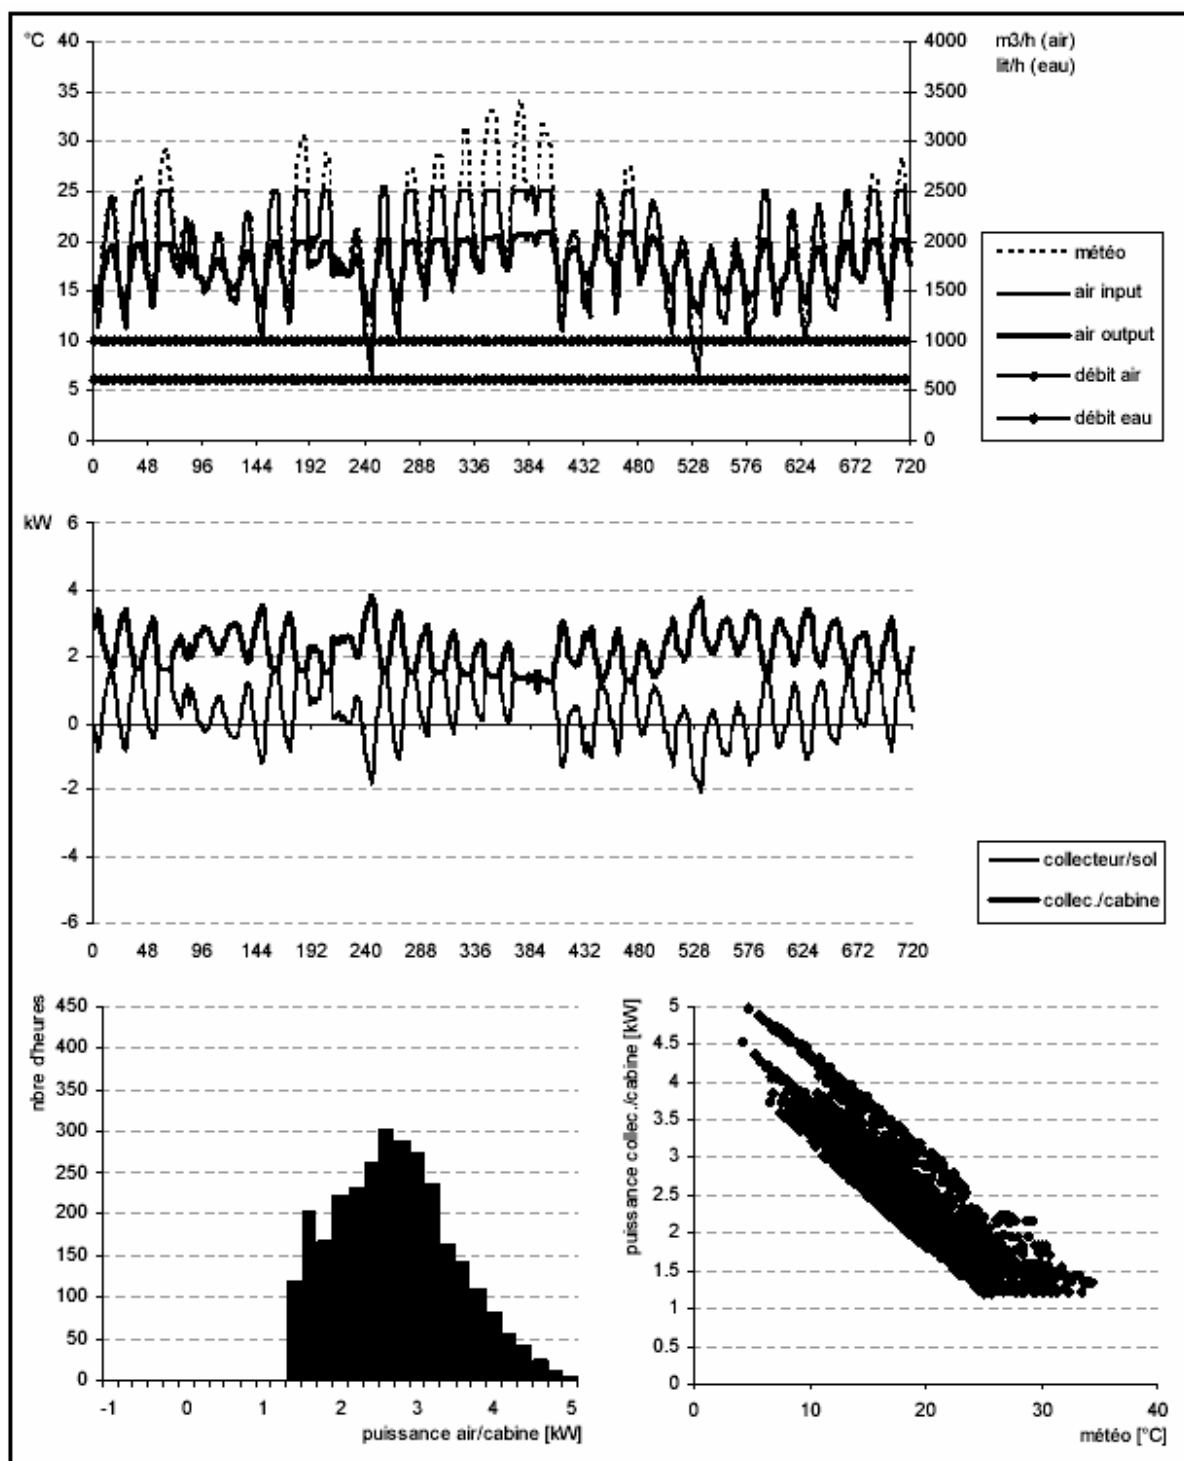 °C 40 4000 m3/h (air)
lit/h (eau)
35 3500
30 3000
25 2500
20 2000
15 1500
10 1000
5 500
0 0
0 48 96 144 192 240 288 336 384 432 480 528 576 624 672 720
météo
air input
air output
débit air
débit eau
kW 6
4
2
0
-2
-4
-6
0 48 96 144 192 240 288 336 384 432 480 528 576 624 672 720
collecteur/sol
collec./cabine
nbre d'heures
450
400
350
300
250
200
150
100
50
0
-1 0 1 2 3 4 5
puissance air/cabine [kW]
puissance collec./cabine [kW]
5
4.5
4
3.5
3
2.5
2
1.5
1
0.5
0
0 10 20 30 40
météo [°C]